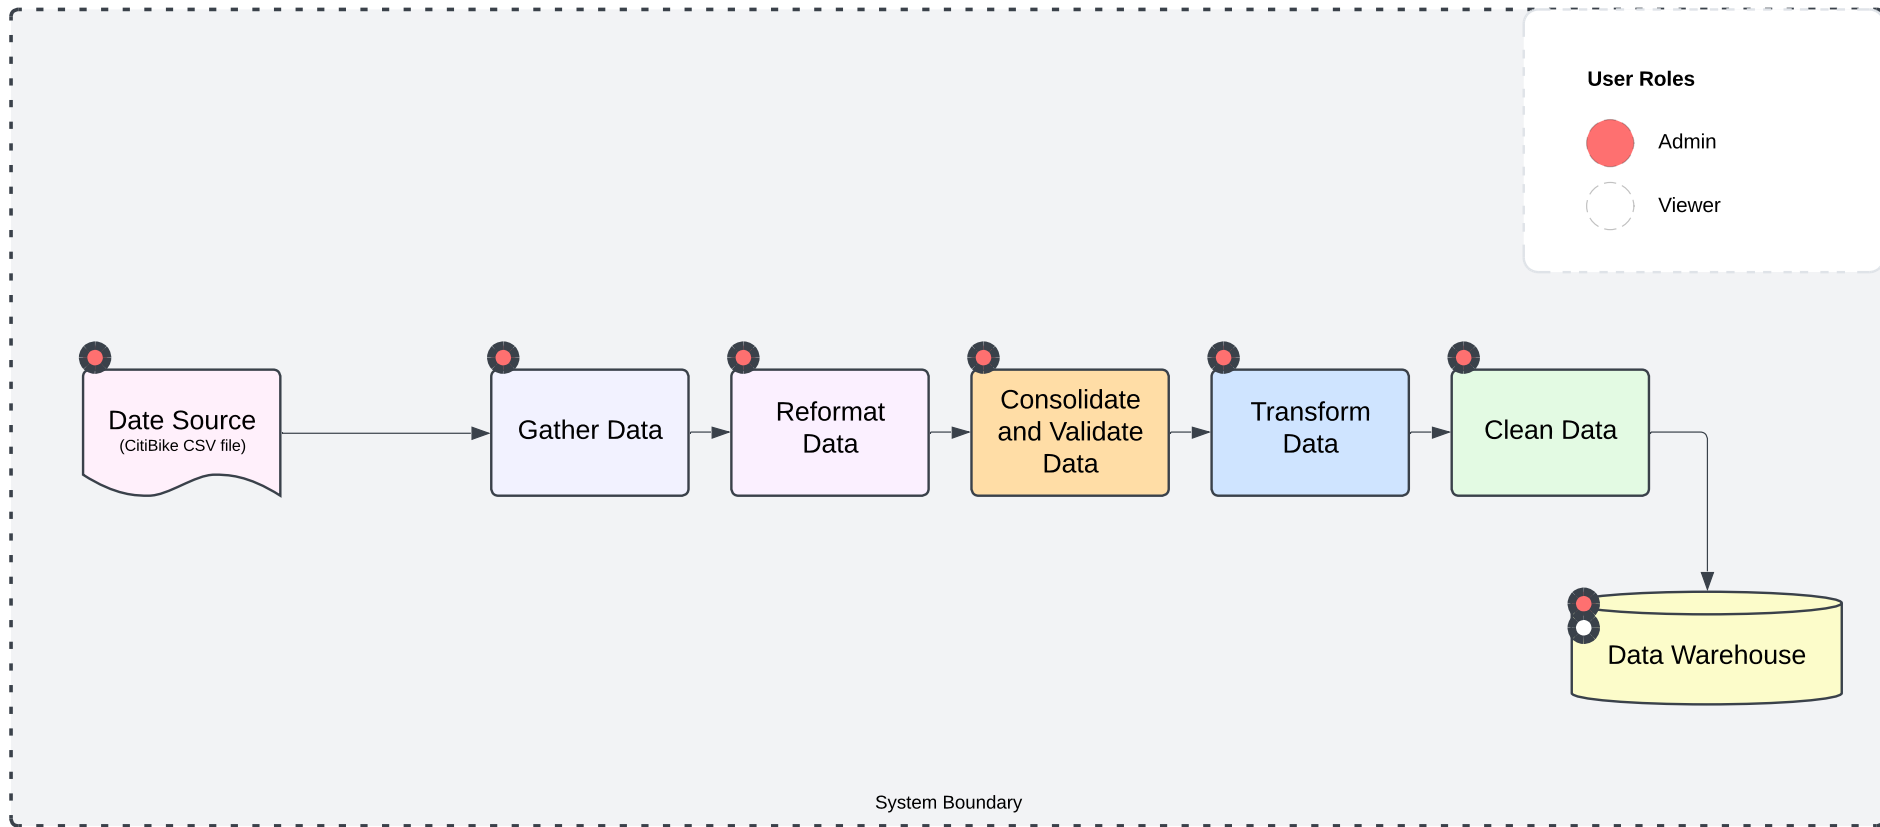 User Roles
Admin
Viewer
Date Source
(CitiBike CSV file)
Gather Data
Reformat
Data
Consolidate
and Validate
Data
Transform
Data
Clean Data
Data Warehouse
System Boundary